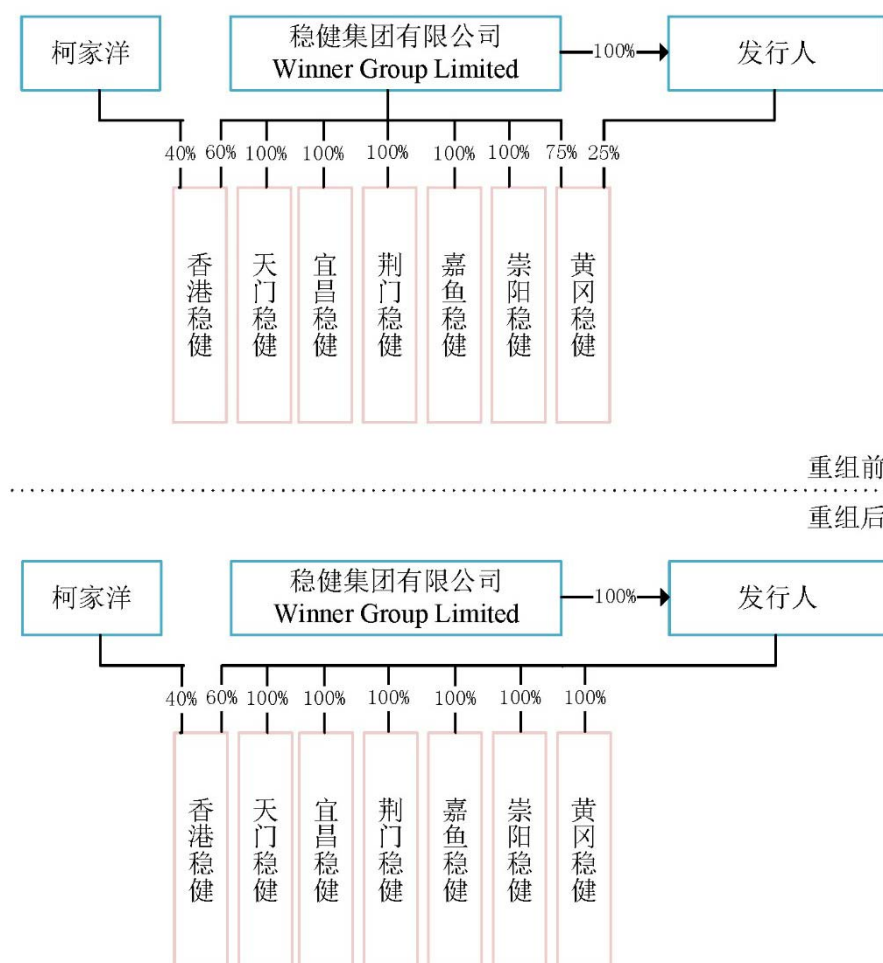 柯家洋
稳健集团有限公司
Winner Group Limited
100%
发行人
40%
60%
100%
100%
100%
100%
100%
75%
25%
香港稳健
天门稳健
宜昌稳健
荆门稳健
嘉鱼稳健
崇阳稳健
黄冈稳健
重组前
重组后
柯家洋
稳健集团有限公司
Winner Group Limited
100%
发行人
40%
60%
100%
100%
100%
100%
100%
100%
香港稳健
天门稳健
宜昌稳健
荆门稳健
嘉鱼稳健
崇阳稳健
黄冈稳健